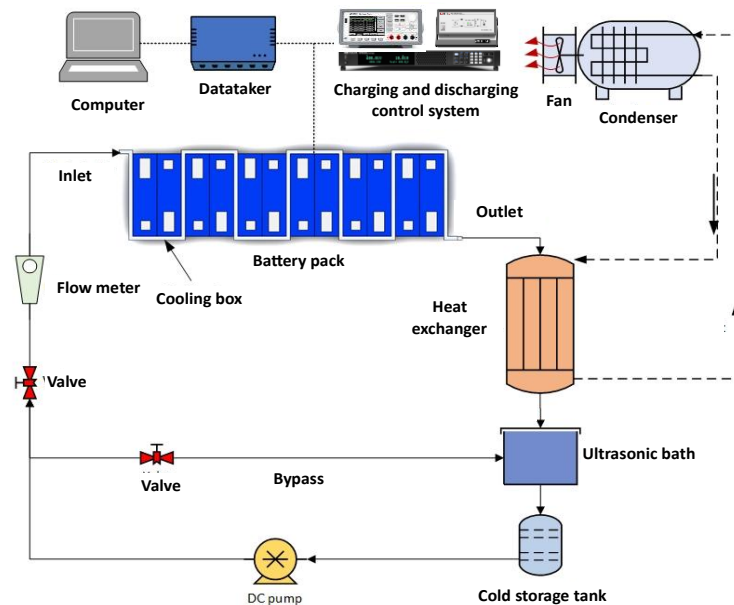 Computer
Datataker
Charging and discharging
control system
Fan
Condenser
Inlet
Outlet
Battery pack
Cooling box
Flow meter
Heat
exchanger
Valve
Ultrasonic bath
Valve
Bypass
DC pump
Cold storage tank